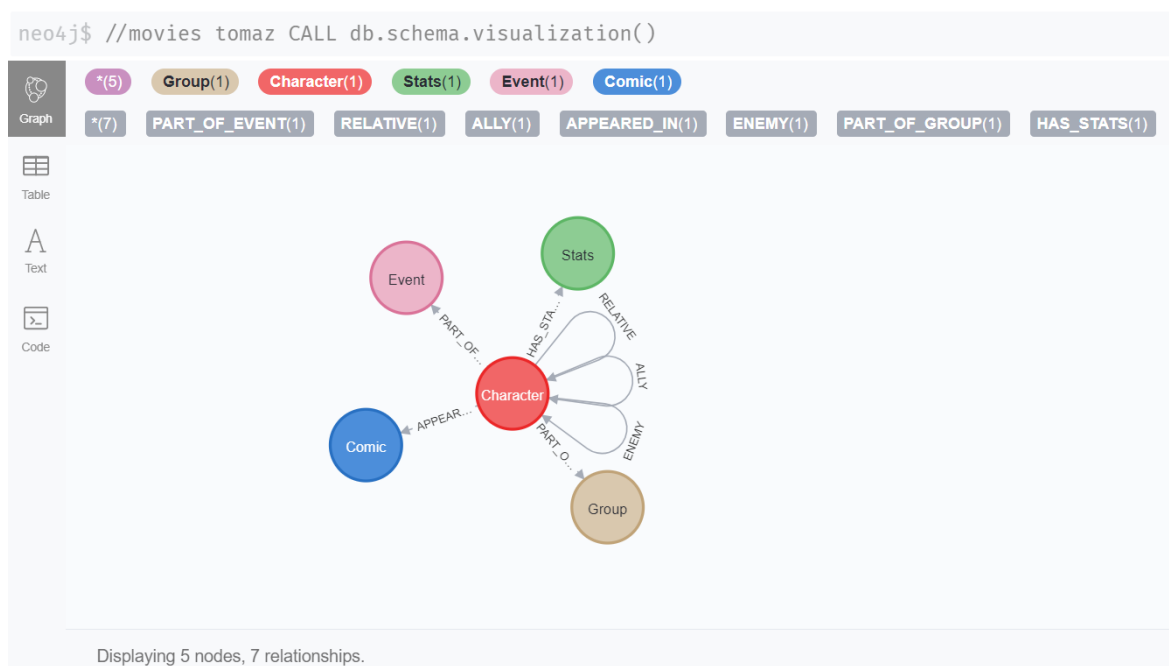 neo4j$ //movies tomaz CALL db.schema.visualization()
*(5) Group(1) Character(1) Stats(1) Event(1) Comic(1)
*(7) PART_OF_EVENT(1) RELATIVE(1) ALLY(1) APPEARED_IN(1) ENEMY(1) PART_OF_GROUP(1) HAS_STATS(1)
Graph
Table
Text
Code
Event
Stats
PART_OF...
HAS_STA...
RELATIVE
ALLY
Character
ENEMY
APPEAR...
Comic
PART_O...
Group
Displaying 5 nodes, 7 relationships.